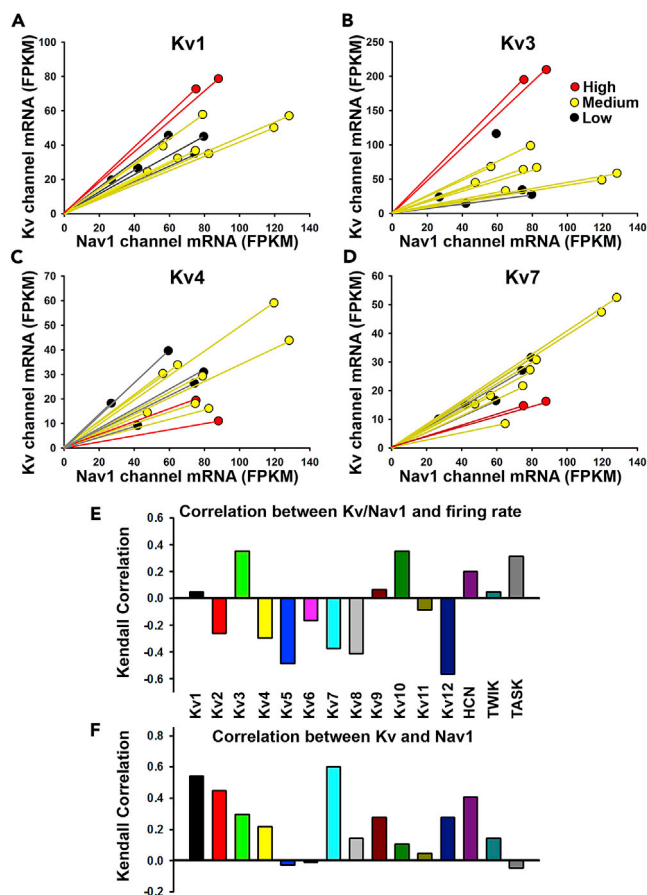 A
Kv1
Kv channel mRNA (FPKM)
100
80
60
40
20
0
0 20 40 60 80 100 120 140
Nav1 channel mRNA (FPKM)
B
Kv3
Kv channel mRNA (FPKM)
250
200
150
100
50
0
0 20 40 60 80 100 120 140
Nav1 channel mRNA (FPKM)
High
Medium
Low
C
Kv4
Kv channel mRNA (FPKM)
70
60
50
40
30
20
10
0
0 20 40 60 80 100 120 140
Nav1 channel mRNA (FPKM)
D
Kv7
Kv channel mRNA (FPKM)
60
50
40
30
20
10
0
0 20 40 60 80 100 120 140
Nav1 channel mRNA (FPKM)
E
Correlation between Kv/Nav1 and firing rate
Kendall Correlation
0.6
0.4
0.2
0.0
-0.2
-0.4
-0.6
Kv1
Kv2
Kv3
Kv4
Kv5
Kv6
Kv7
Kv8
Kv9
Kv10
Kv11
Kv12
HCN
TWIK
TASK
F
Correlation between Kv and Nav1
Kendall Correlation
0.8
0.6
0.4
0.2
0.0
-0.2